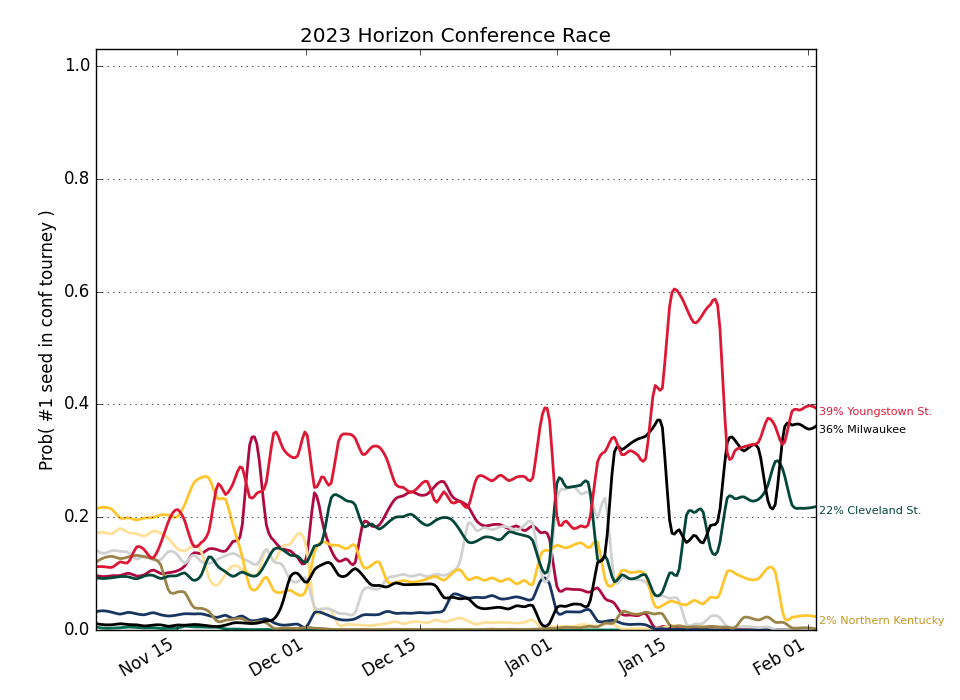 2023 Horizon Conference Race
Prob( #1 seed in conf tourney )
1.0
0.8
0.6
0.4
0.2
0.0
39% Youngstown St.
36% Milwaukee
22% Cleveland St.
2% Northern Kentucky
Nov 15
Dec 01
Dec 15
Jan 01
Jan 15
Feb 01